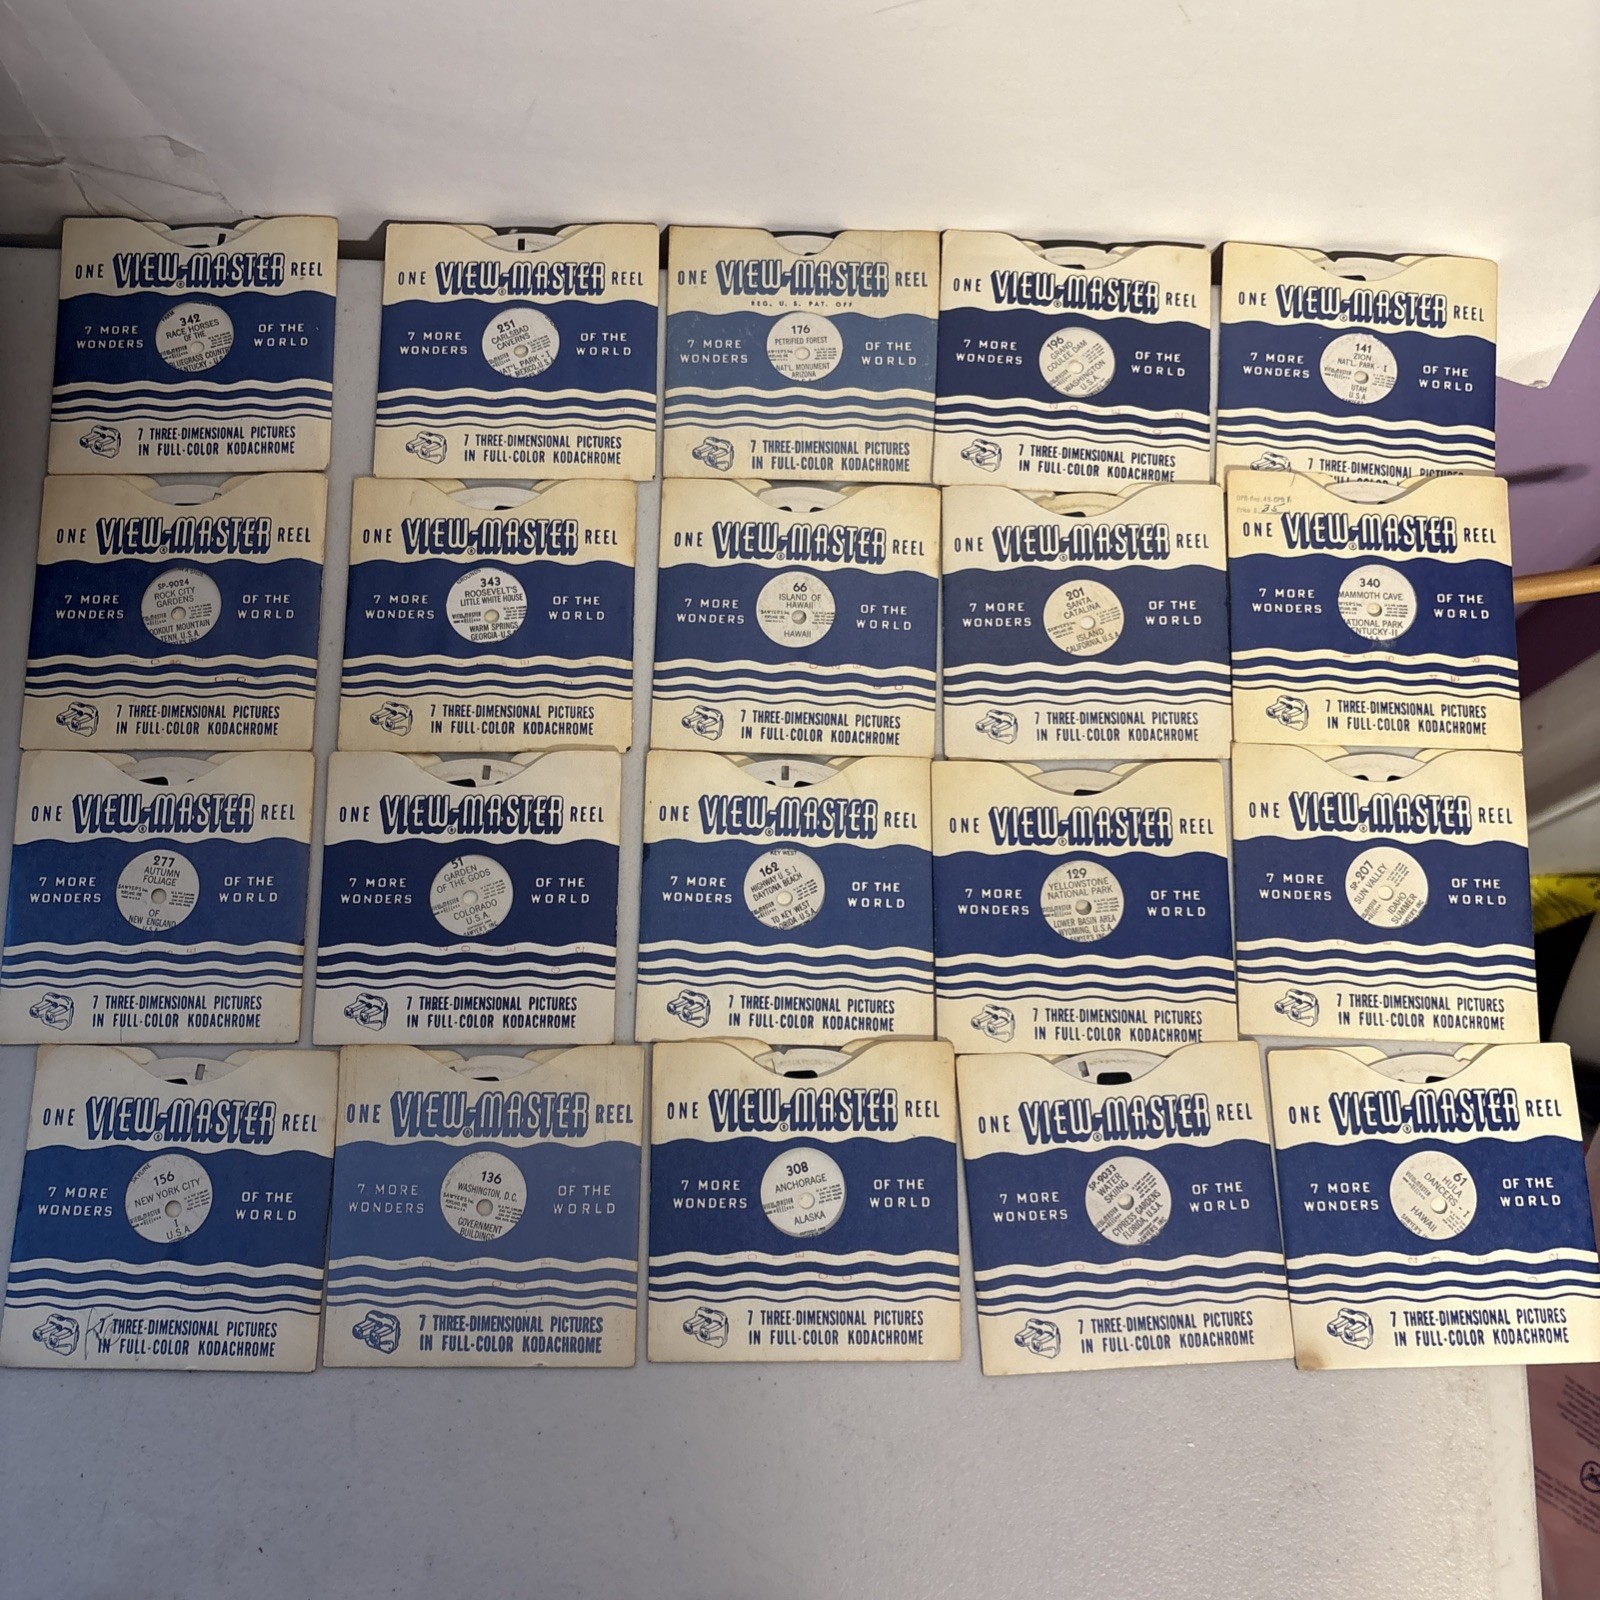 ONE VIEW-MASTER REEL
7 MORE WONDERS
342
RACE HORSES
OF THE
BLUEGRASS COUNTRY
KENTUCKY - U.S.A.
OF THE WORLD
7 THREE-DIMENSIONAL PICTURES
IN FULL-COLOR KODACHROME
ONE VIEW-MASTER REEL
7 MORE WONDERS
251
CARLSBAD
CAVERNS
NAT'L PARK - I
MEXICO, U.S.
OF THE WORLD
7 THREE-DIMENSIONAL PICTURES
IN FULL-COLOR KODACHROME
ONE VIEW-MASTER REEL
REG. U. S. PAT. OFF
7 MORE WONDERS
176
PETRIFIED FOREST
NAT'L MONUMENT
ARIZONA
OF THE WORLD
7 THREE-DIMENSIONAL PICTURES
IN FULL-COLOR KODACHROME
ONE VIEW-MASTER REEL
7 MORE WONDERS
196
GRAND
COULEE DAM
WASHINGTON
U.S.A.
OF THE WORLD
7 THREE-DIMENSIONAL PICTURES
IN FULL-COLOR KODACHROME
ONE VIEW-MASTER REEL
7 MORE WONDERS
141
ZION
NAT'L. PARK - I
UTAH
U.S.A.
OF THE WORLD
7 THREE-DIMENSIONAL PICTURES
ONE VIEW-MASTER REEL
7 MORE WONDERS
SP-9024
ROCK CITY
GARDENS
LOOKOUT MOUNTAIN
TENN. U.S.A.
OF THE WORLD
7 THREE-DIMENSIONAL PICTURES
IN FULL-COLOR KODACHROME
ONE VIEW-MASTER REEL
7 MORE WONDERS
343
ROOSEVELT'S
LITTLE WHITE HOUSE
WARM SPRINGS
GEORGIA-U.S.
OF THE WORLD
7 THREE-DIMENSIONAL PICTURES
IN FULL-COLOR KODACHROME
ONE VIEW-MASTER REEL
7 MORE WONDERS
66
ISLAND OF
HAWAII
HAWAII
OF THE WORLD
7 THREE-DIMENSIONAL PICTURES
IN FULL-COLOR KODACHROME
ONE VIEW-MASTER REEL
7 MORE WONDERS
201
SANTA
CATALINA
ISLAND
CALIFORNIA, U.S.A.
OF THE WORLD
7 THREE-DIMENSIONAL PICTURES
IN FULL-COLOR KODACHROME
35
ONE VIEW-MASTER REEL
7 MORE WONDERS
340
MAMMOTH CAVE
NATIONAL PARK
KENTUCKY-II
OF THE WORLD
7 THREE-DIMENSIONAL PICTURES
IN FULL-COLOR KODACHROME
ONE VIEW-MASTER REEL
7 MORE WONDERS
277
AUTUMN
FOLIAGE
OF
NEW ENGLAND
U.S.A.
OF THE WORLD
7 THREE-DIMENSIONAL PICTURES
IN FULL-COLOR KODACHROME
ONE VIEW-MASTER REEL
7 MORE WONDERS
51
GARDEN
OF THE GODS
COLORADO
U.S.A.
SAWYER'S INC
OF THE WORLD
7 THREE-DIMENSIONAL PICTURES
IN FULL-COLOR KODACHROME
ONE VIEW-MASTER REEL
7 MORE WONDERS
KEY WEST
162
HIGHWAY U.S. 1
DAYTONA BEACH
TO KEY WEST
FLORIDA, U.S.A.
OF THE WORLD
7 THREE-DIMENSIONAL PICTURES
IN FULL-COLOR KODACHROME
ONE VIEW-MASTER REEL
7 MORE WONDERS
129
YELLOWSTONE
NATIONAL PARK
LOWER BASIN AREA
WYOMING, U.S.A.
OF THE WORLD
7 THREE-DIMENSIONAL PICTURES
IN FULL-COLOR KODACHROME
ONE VIEW-MASTER REEL
7 MORE WONDERS
SP-207
SUN VALLEY
IDAHO
SUMMER
OF THE WORLD
7 THREE-DIMENSIONAL PICTURES
IN FULL-COLOR KODACHROME
ONE VIEW-MASTER REEL
7 MORE WONDERS
SKYLINE
156
NEW YORK CITY
I
U.S.A.
OF THE WORLD
7 THREE-DIMENSIONAL PICTURES
IN FULL-COLOR KODACHROME
ONE VIEW-MASTER REEL
7 MORE WONDERS
136
WASHINGTON, D.C.
GOVERNMENT
BUILDINGS
OF THE WORLD
7 THREE-DIMENSIONAL PICTURES
IN FULL-COLOR KODACHROME
ONE VIEW-MASTER REEL
7 MORE WONDERS
308
ANCHORAGE
ALASKA
OF THE WORLD
7 THREE-DIMENSIONAL PICTURES
IN FULL-COLOR KODACHROME
ONE VIEW-MASTER REEL
7 MORE WONDERS
SP-9033
WATER
SKIING
CYPRESS GARDENS
FLORIDA, U.S.A.
OF THE WORLD
7 THREE-DIMENSIONAL PICTURES
IN FULL-COLOR KODACHROME
ONE VIEW-MASTER REEL
7 MORE WONDERS
61
HULA
DANCERS
HAWAII
OF THE WORLD
7 THREE-DIMENSIONAL PICTURES
IN FULL-COLOR KODACHROME